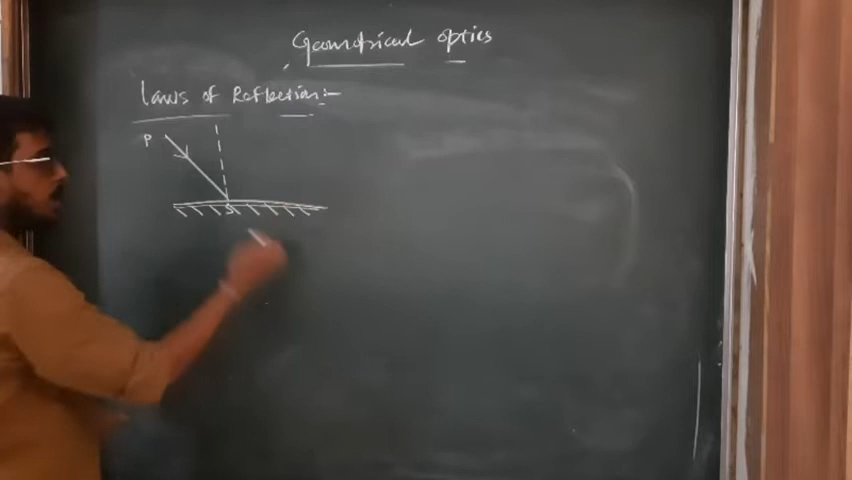 Geometrical optics
Laws of Reflection:-
P